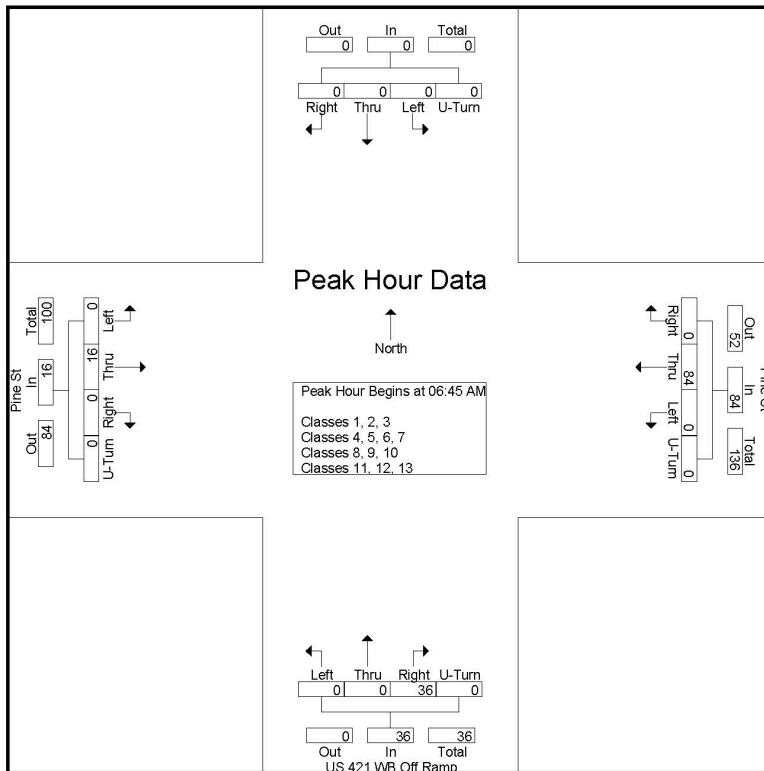 Out In Total
0 0 0
0 0 0 0
Right Thru Left U-Turn
Peak Hour Data
North
Peak Hour Begins at 06:45 AM
Classes 1, 2, 3
Classes 4, 5, 6, 7
Classes 8, 9, 10
Classes 11, 12, 13
Pine St
Out In Total
84 16 100
U-Turn Right Thru Left
0 0 16 0
Pine St
Out In Total
52 84 136
Right Thru Left U-Turn
0 84 0 0
Left Thru Right U-Turn
0 0 36 0
0 36 36
Out In Total
US 421 WB Off Ramp